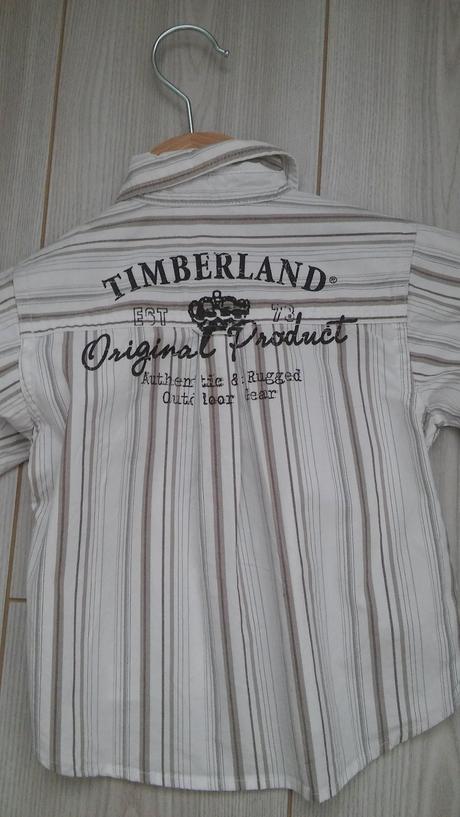 TIMBERLAND®
EST 73
Original Product
Authentic & Rugged
Outdoor Gear